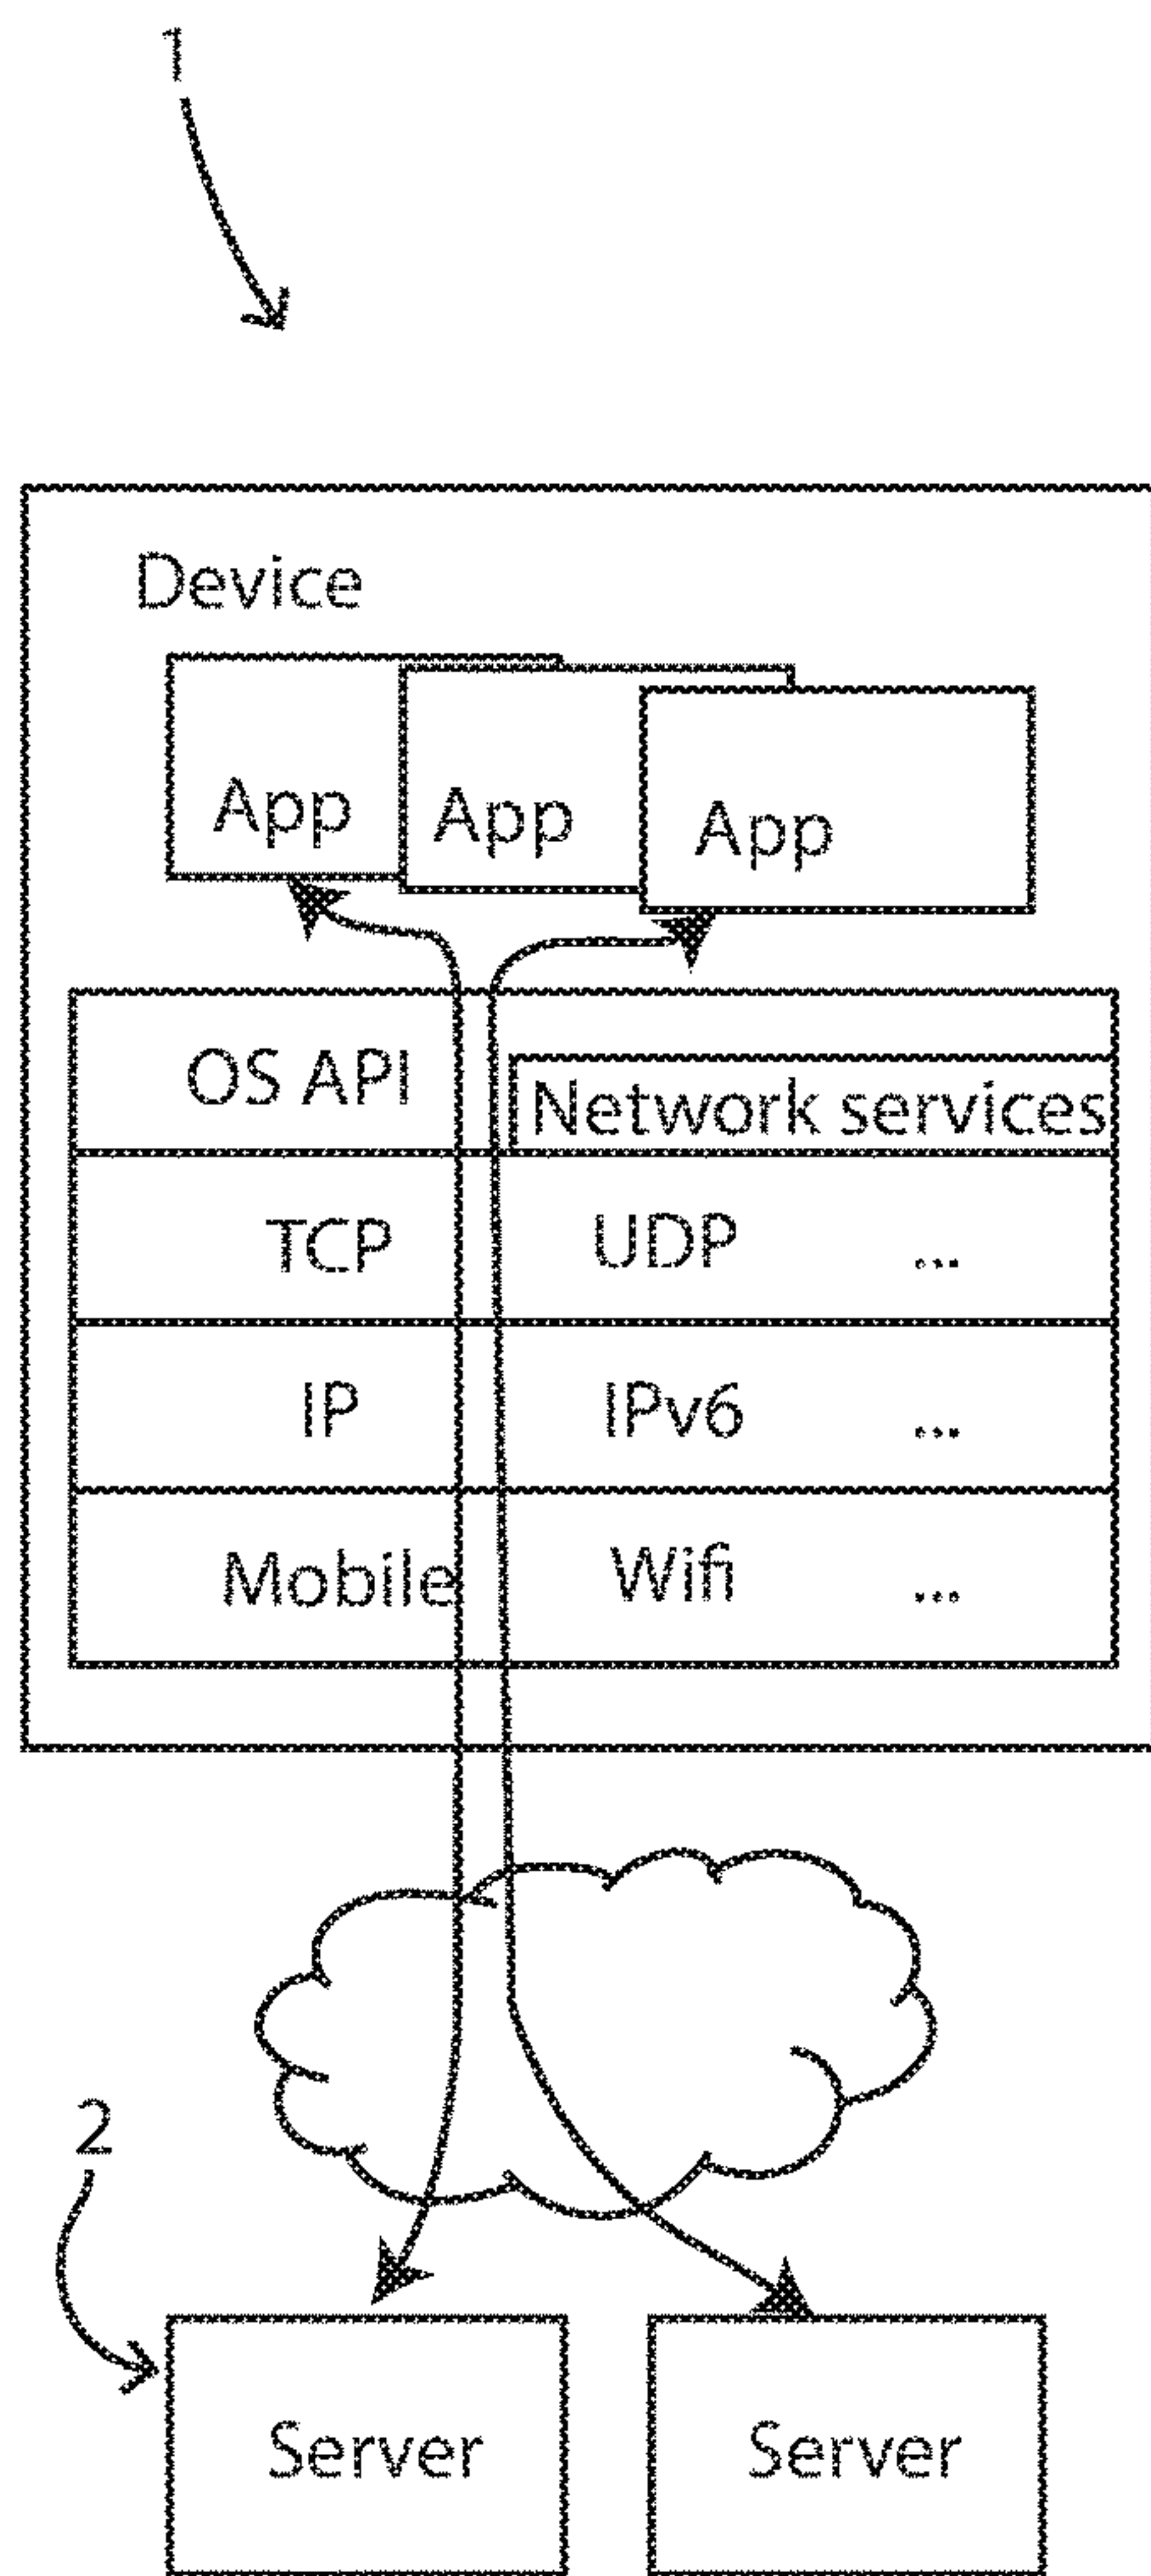 1
Device
App App App
OS API
Network services
TCP UDP ...
IP IPv6 ...
Mobile Wifi ...
2
Server Server